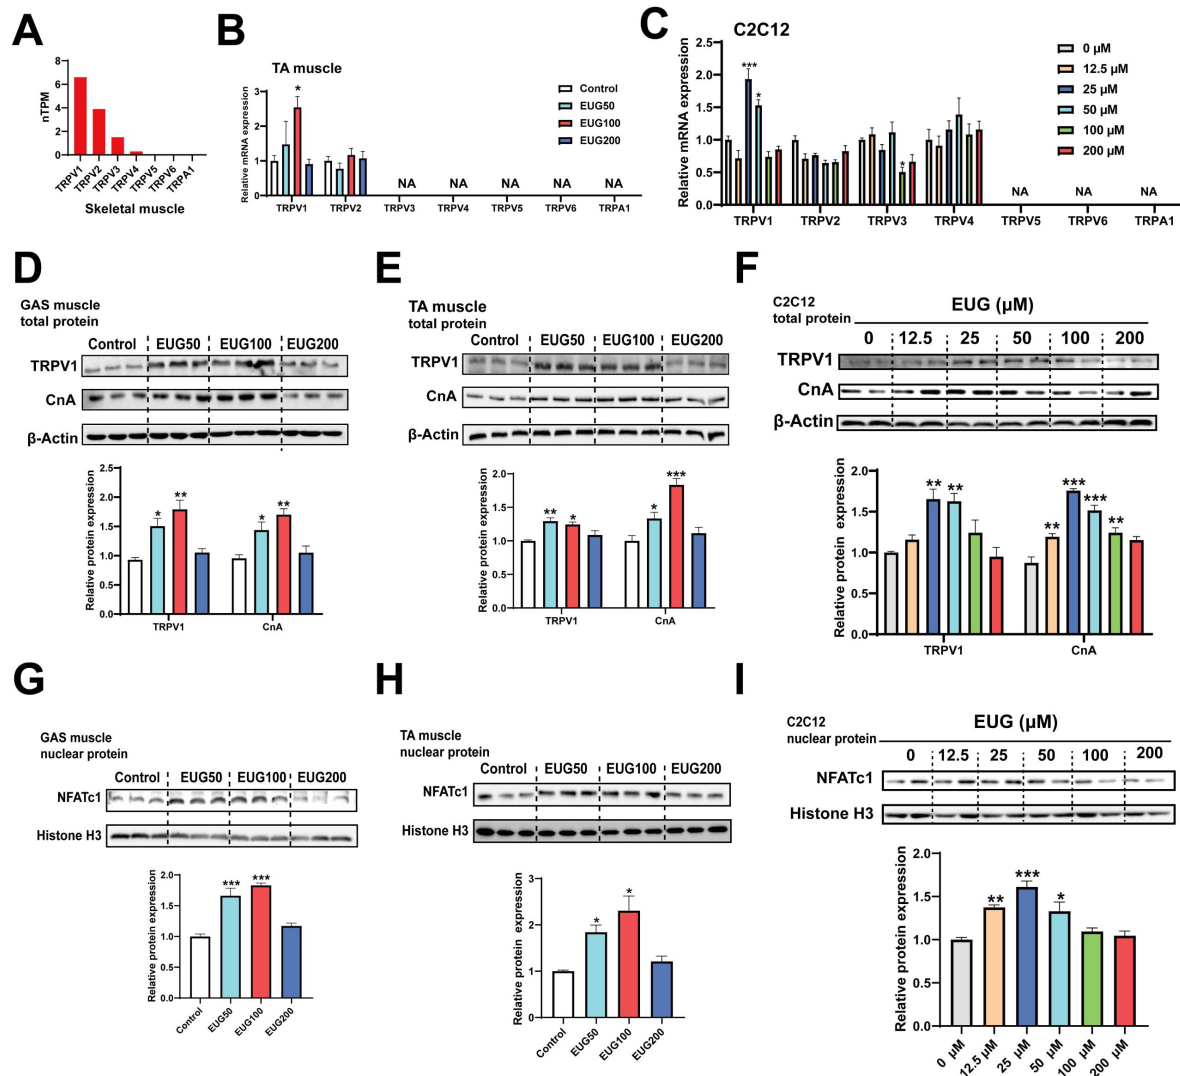 A
nTPM
8
6
4
2
0
TRPV1
TRPV2
TRPV3
TRPV4
TRPV5
TRPV6
TRPA1
Skeletal muscle
B
TA muscle
Relative mRNA expression
3
2
1
0
*
NA NA NA NA NA
TRPV1 TRPV2 TRPV3 TRPV4 TRPV5 TRPV6 TRPA1
Control
EUG50
EUG100
EUG200
C
C2C12
Relative mRNA expression
2.5
2.0
1.5
1.0
0.5
0.0
***
*
*
NA NA NA
TRPV1 TRPV2 TRPV3 TRPV4 TRPV5 TRPV6 TRPA1
0 μM
12.5 μM
25 μM
50 μM
100 μM
200 μM
D
GAS muscle
total protein
Control EUG50 EUG100 EUG200
TRPV1
CnA
β-Actin
Relative protein expression
2.5
2.0
1.5
1.0
0.5
0.0
* ** * **
TRPV1 CnA
E
TA muscle
total protein
Control EUG50 EUG100 EUG200
TRPV1
CnA
β-Actin
Relative protein expression
2.0
1.5
1.0
0.5
0.0
** * * ***
TRPV1 CnA
F
C2C12
total protein
EUG (μM)
0 12.5 25 50 100 200
TRPV1
CnA
β-Actin
Relative protein expression
2.0
1.5
1.0
0.5
0.0
** ** ** *** *** **
TRPV1 CnA
G
GAS muscle
nuclear protein
Control EUG50 EUG100 EUG200
NFATc1
Histone H3
Relative protein expression
2.0
1.5
1.0
0.5
0.0
*** ***
Control EUG50 EUG100 EUG200
H
TA muscle
nuclear protein
Control EUG50 EUG100 EUG200
NFATc1
Histone H3
Relative protein expression
3
2
1
0
* *
Control EUG50 EUG100 EUG200
I
C2C12
nuclear protein
EUG (μM)
0 12.5 25 50 100 200
NFATc1
Histone H3
Relative protein expression
2.0
1.5
1.0
0.5
0.0
** *** *
0 μM 12.5 μM 25 μM 50 μM 100 μM 200 μM